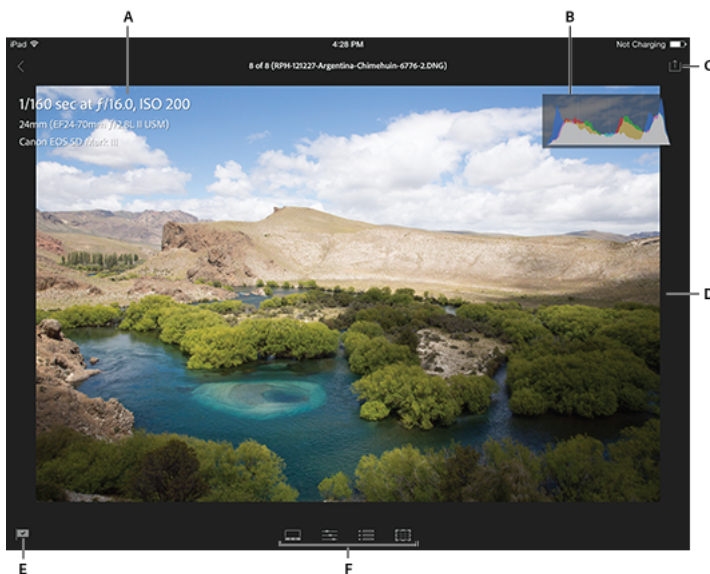 A
B
iPad
4:28 PM
Not Charging
8 of 8 (RPH-121227-Argentina-Chimehuin-6776-2.DNG)
C
1/160 sec at ƒ/16.0, ISO 200
24mm (EF24-70mm ƒ/2.8L II USM)
Canon EOS 5D Mark III
D
E
F